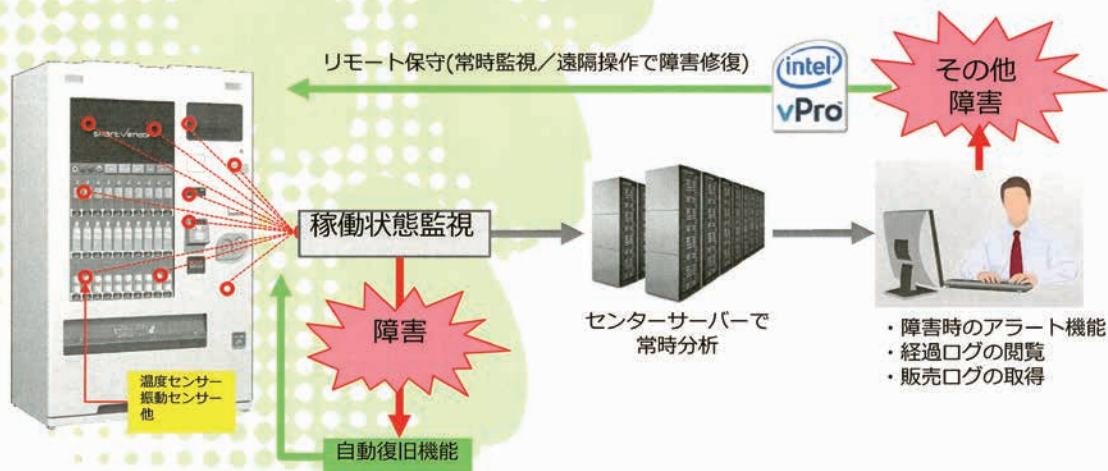 リモート保守(常時監視／遠隔操作で障害修復)
intel
vPro
その他
障害
smart vendor
稼働状態監視
障害
センターサーバーで
常時分析
・障害時のアラート機能
・経過ログの閲覧
・販売ログの取得
温度センサー
振動センサー
他
自動復旧機能